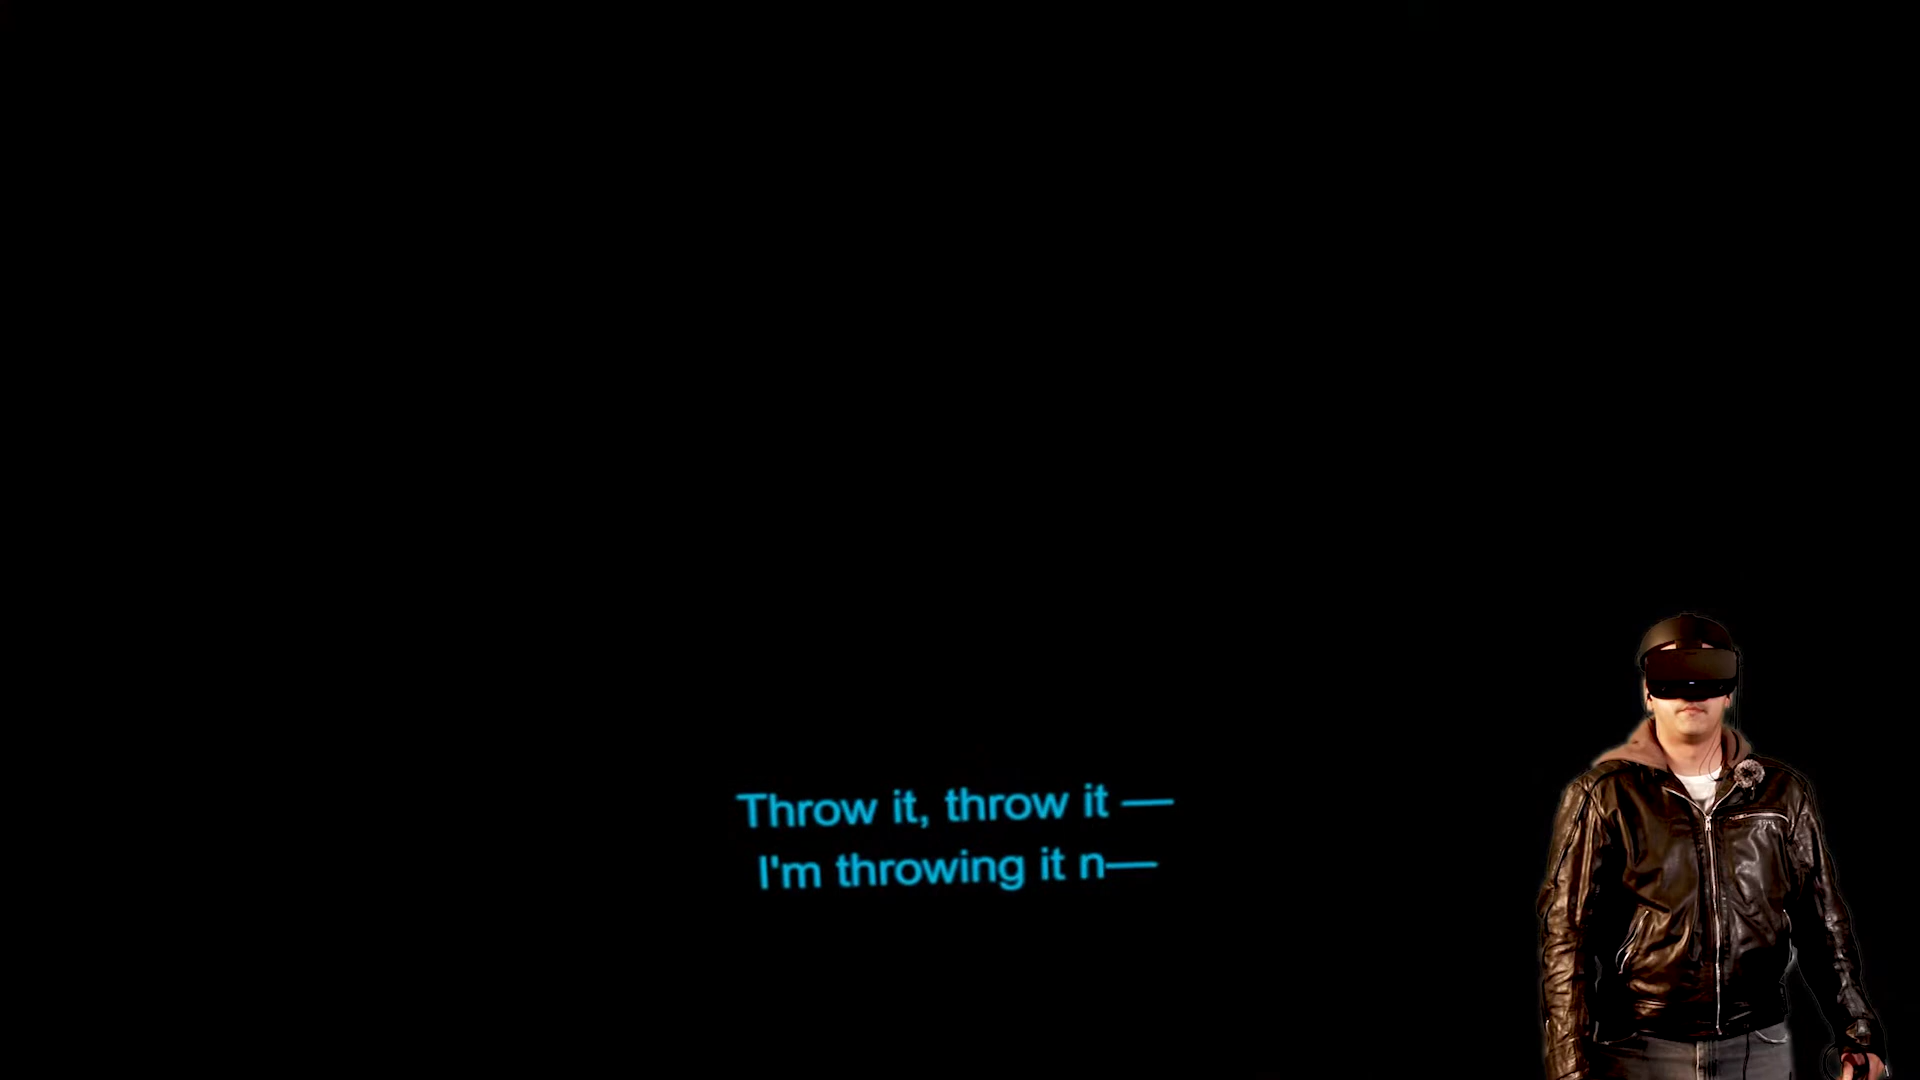 Throw it, throw it —
I'm throwing it n—